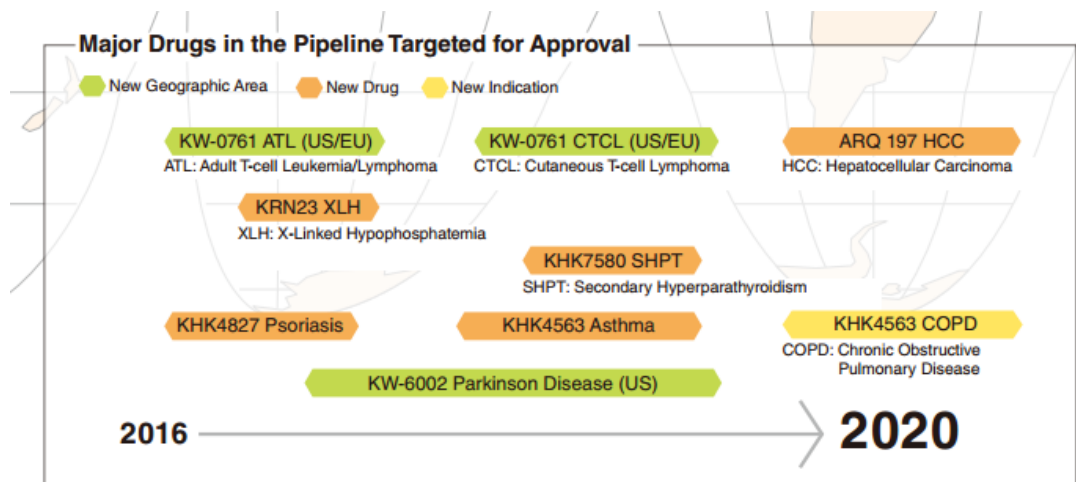 Major Drugs in the Pipeline Targeted for Approval
New Geographic Area New Drug New Indication
KW-0761 ATL (US/EU) KW-0761 CTCL (US/EU) ARQ 197 HCC
ATL: Adult T-cell Leukemia/Lymphoma CTCL: Cutaneous T-cell Lymphoma HCC: Hepatocellular Carcinoma
KRN23 XLH
XLH: X-Linked Hypophosphatemia
KHK7580 SHPT
SHPT: Secondary Hyperparathyroidism
KHK4827 Psoriasis KHK4563 Asthma KHK4563 COPD
COPD: Chronic Obstructive
Pulmonary Disease
KW-6002 Parkinson Disease (US)
2016 2020